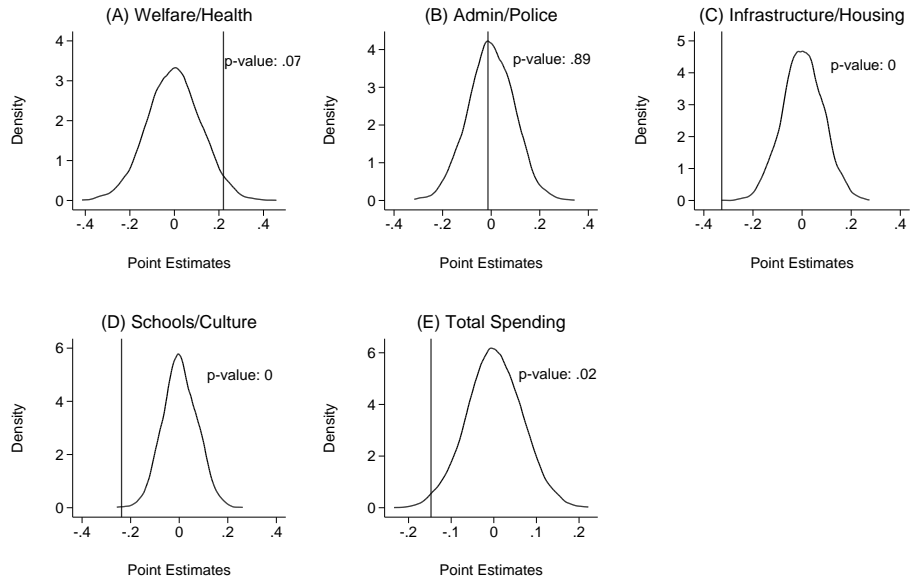 (A) Welfare/Health
Density
0
1
2
3
4
-.4
-.2
0
.2
.4
Point Estimates
p-value: .07
(B) Admin/Police
Density
0
1
2
3
4
-.4
-.2
0
.2
.4
Point Estimates
p-value: .89
(C) Infrastructure/Housing
Density
0
1
2
3
4
5
-.4
-.2
0
.2
.4
Point Estimates
p-value: 0
(D) Schools/Culture
Density
0
2
4
6
-.4
-.2
0
.2
.4
Point Estimates
p-value: 0
(E) Total Spending
Density
0
2
4
6
-.2
-.1
0
.1
.2
Point Estimates
p-value: .02